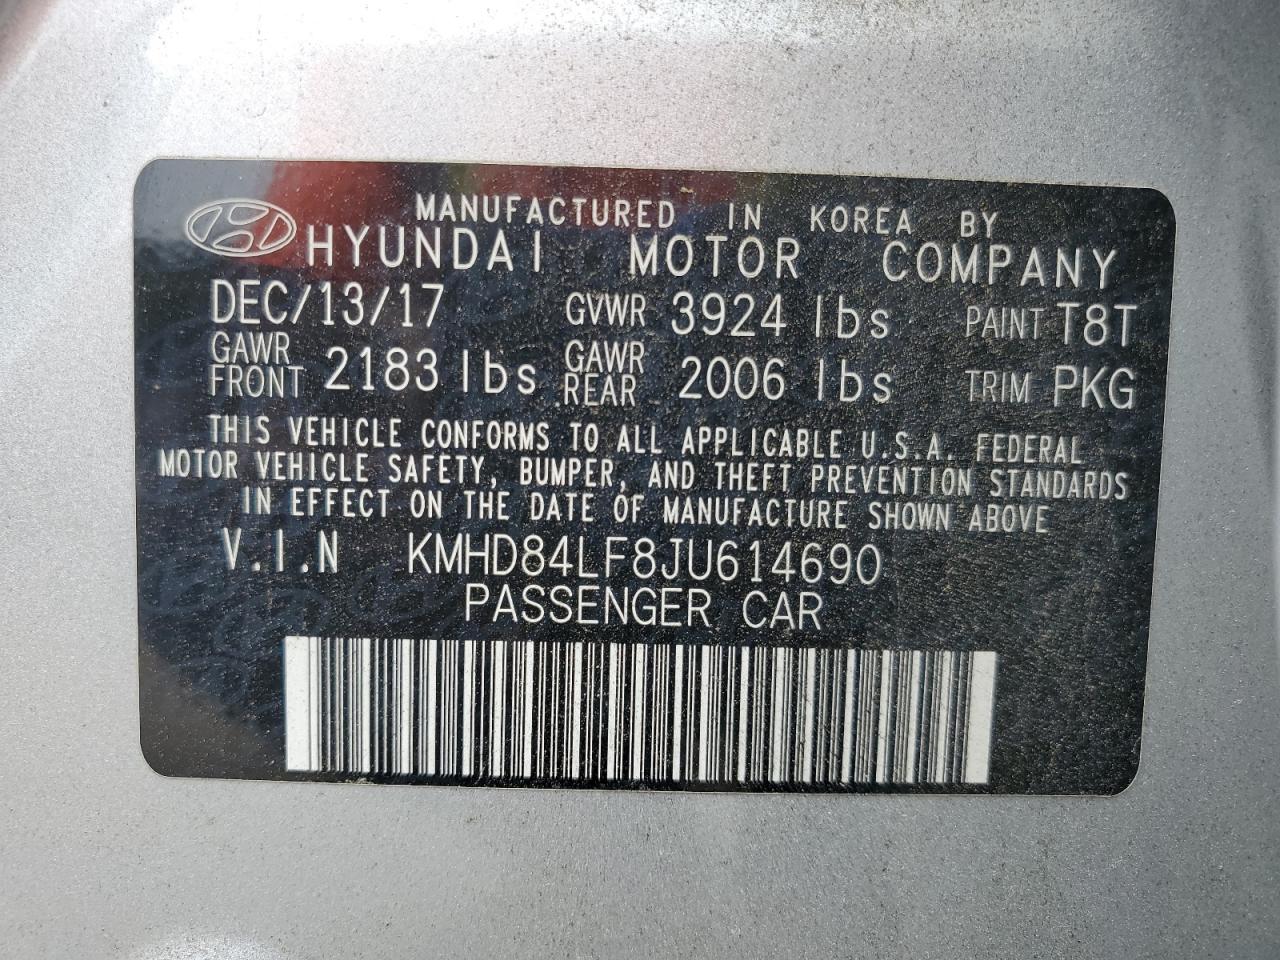 MANUFACTURED IN KOREA BY
HYUNDAI MOTOR COMPANY
DEC/13/17 GVWR 3924 lbs PAINT T8T
GAWR FRONT 2183 lbs GAWR REAR 2006 lbs TRIM PKG
THIS VEHICLE CONFORMS TO ALL APPLICABLE U.S.A. FEDERAL
MOTOR VEHICLE SAFETY, BUMPER, AND THEFT PREVENTION STANDARDS
IN EFFECT ON THE DATE OF MANUFACTURE SHOWN ABOVE
V.I.N KMHD84LF8JU614690
PASSENGER CAR